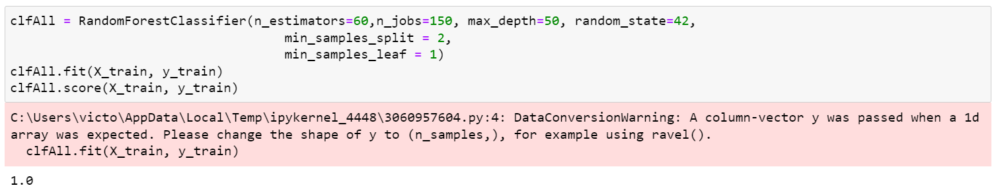 clfAll = RandomForestClassifier(n_estimators=60,n_jobs=150, max_depth=50, random_state=42,
min_samples_split = 2,
min_samples_leaf = 1)
clfAll.fit(X_train, y_train)
clfAll.score(X_train, y_train)
C:\Users\victo\AppData\Local\Temp\ipykernel_4448\3060957604.py:4: DataConversionWarning: A column-vector y was passed when a 1d
array was expected. Please change the shape of y to (n_samples,), for example using ravel().
clfAll.fit(X_train, y_train)
1.0